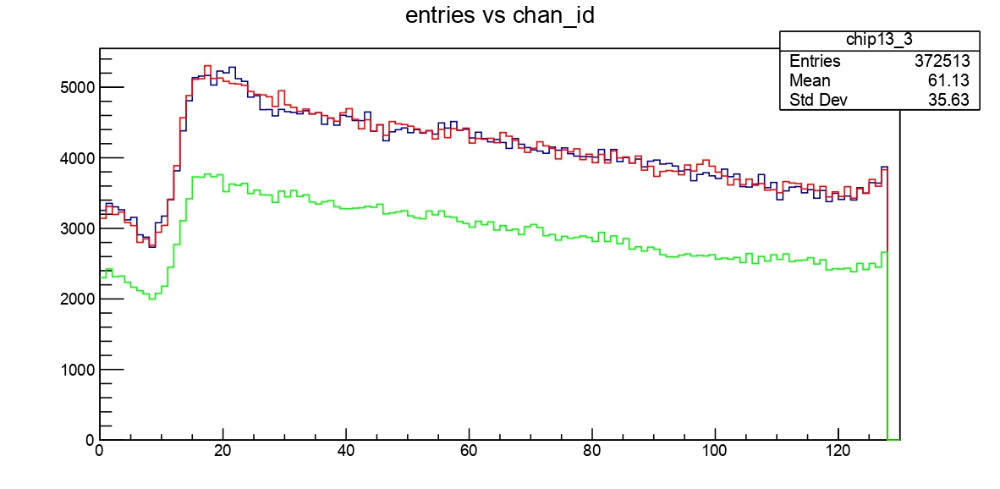 entries vs chan_id
chip13_3
Entries 372513
Mean 61.13
Std Dev 35.63
5000
4000
3000
2000
1000
0
0 20 40 60 80 100 120